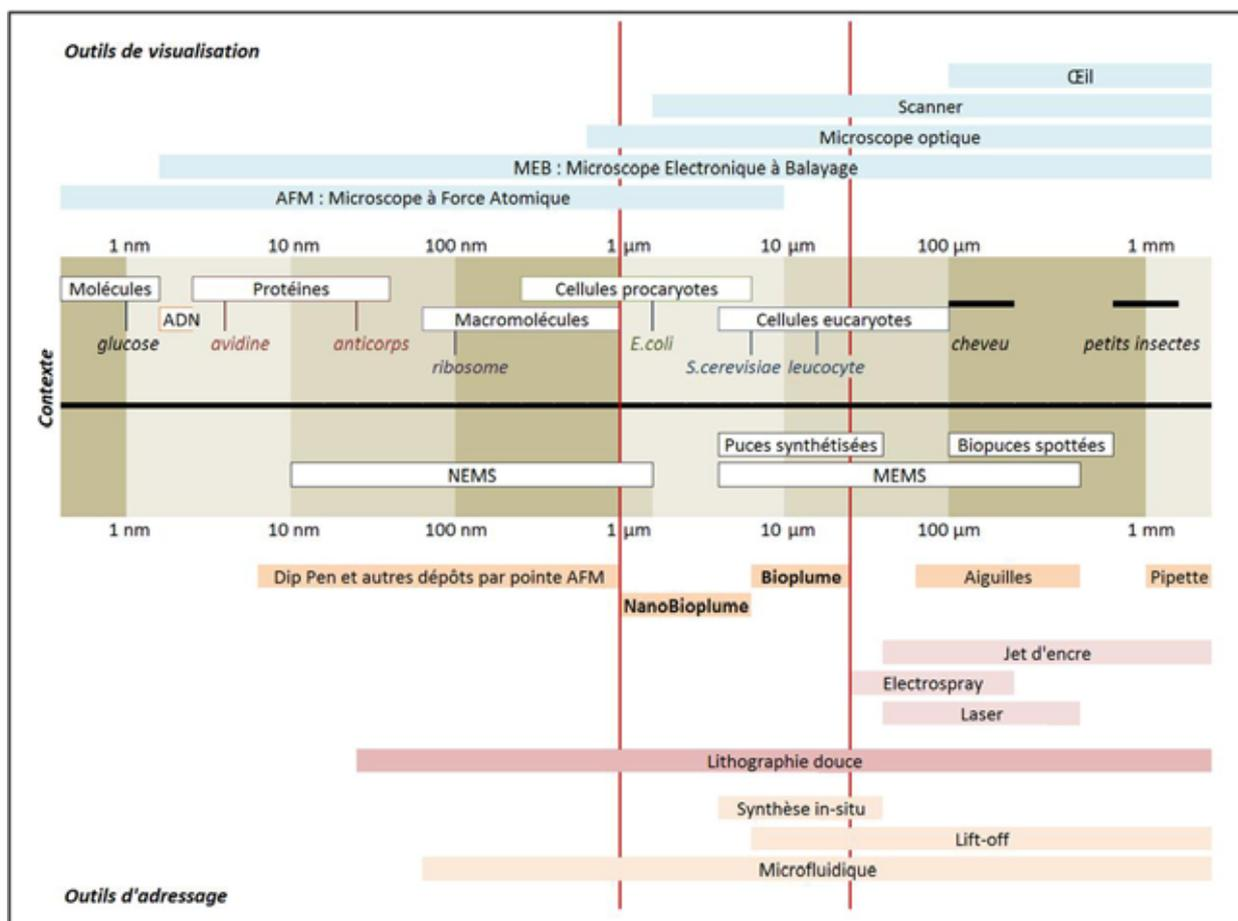 Outils de visualisation
Œil
Scanner
Microscope optique
MEB : Microscope Electronique à Balayage
AFM : Microscope à Force Atomique
1 nm 10 nm 100 nm 1 µm 10 µm 100 µm 1 mm
Molécules Protéines Cellules procaryotes
ADN Macromolécules Cellules eucaryotes
glucose avidine anticorps E.coli cheveu petits insectes
ribosome S.cerevisiae leucocyte
Contexte
Puces synthétisées Biopuces spottées
NEMS MEMS
1 nm 10 nm 100 nm 1 µm 10 µm 100 µm 1 mm
Dip Pen et autres dépôts par pointe AFM Bioplume Aiguilles Pipette
NanoBioplume
Jet d'encre
Electrospray
Laser
Lithographie douce
Synthèse in-situ
Lift-off
Microfluidique
Outils d'adressage